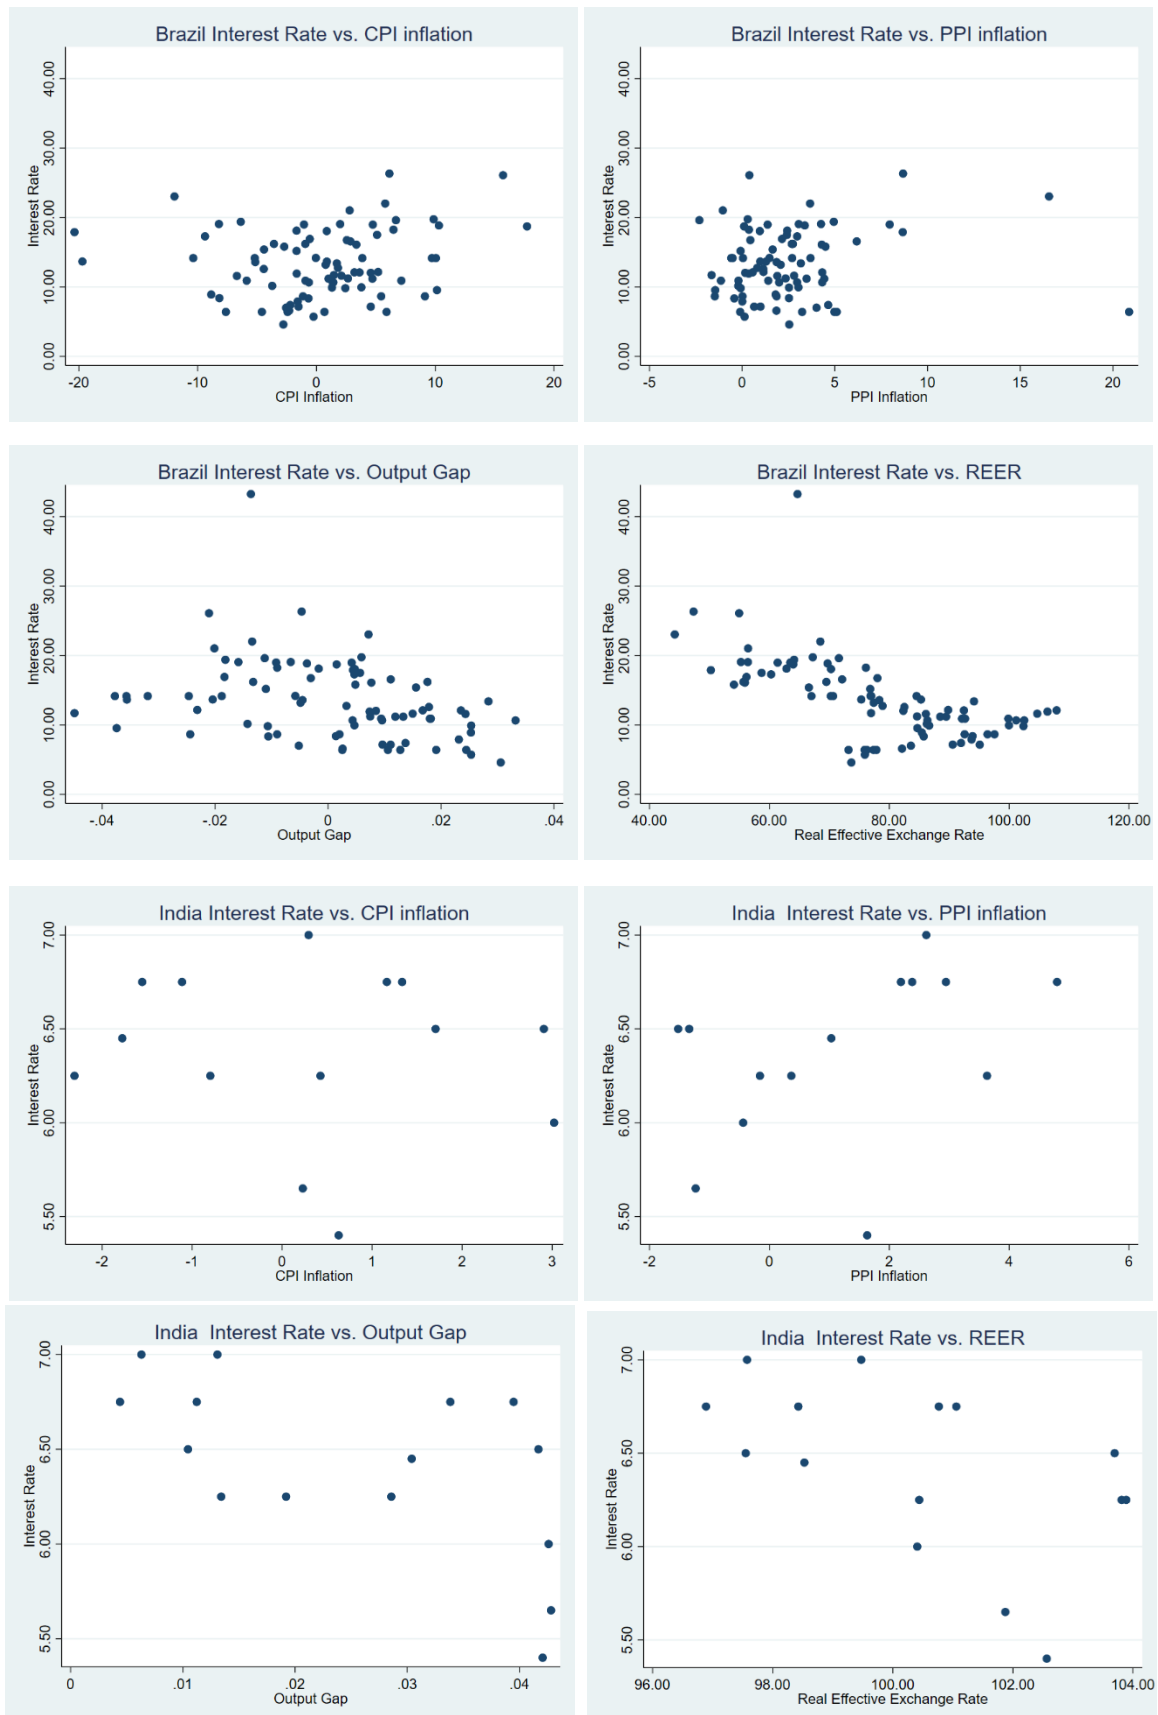 Brazil Interest Rate vs. CPI inflation
Interest Rate
40.00
30.00
20.00
10.00
0.00
-20 -10 0 10 20
CPI Inflation
Brazil Interest Rate vs. PPI inflation
Interest Rate
40.00
30.00
20.00
10.00
0.00
-5 0 5 10 15 20
PPI Inflation
Brazil Interest Rate vs. Output Gap
Interest Rate
40.00
30.00
20.00
10.00
0.00
-.04 -.02 0 .02 .04
Output Gap
Brazil Interest Rate vs. REER
Interest Rate
40.00
30.00
20.00
10.00
0.00
40.00 60.00 80.00 100.00 120.00
Real Effective Exchange Rate
India Interest Rate vs. CPI inflation
Interest Rate
7.00
6.50
6.00
5.50
-2 -1 0 1 2 3
CPI Inflation
India  Interest Rate vs. PPI inflation
Interest Rate
7.00
6.50
6.00
5.50
-2 0 2 4 6
PPI Inflation
India  Interest Rate vs. Output Gap
Interest Rate
7.00
6.50
6.00
5.50
0 .01 .02 .03 .04
Output Gap
India  Interest Rate vs. REER
Interest Rate
7.00
6.50
6.00
5.50
96.00 98.00 100.00 102.00 104.00
Real Effective Exchange Rate